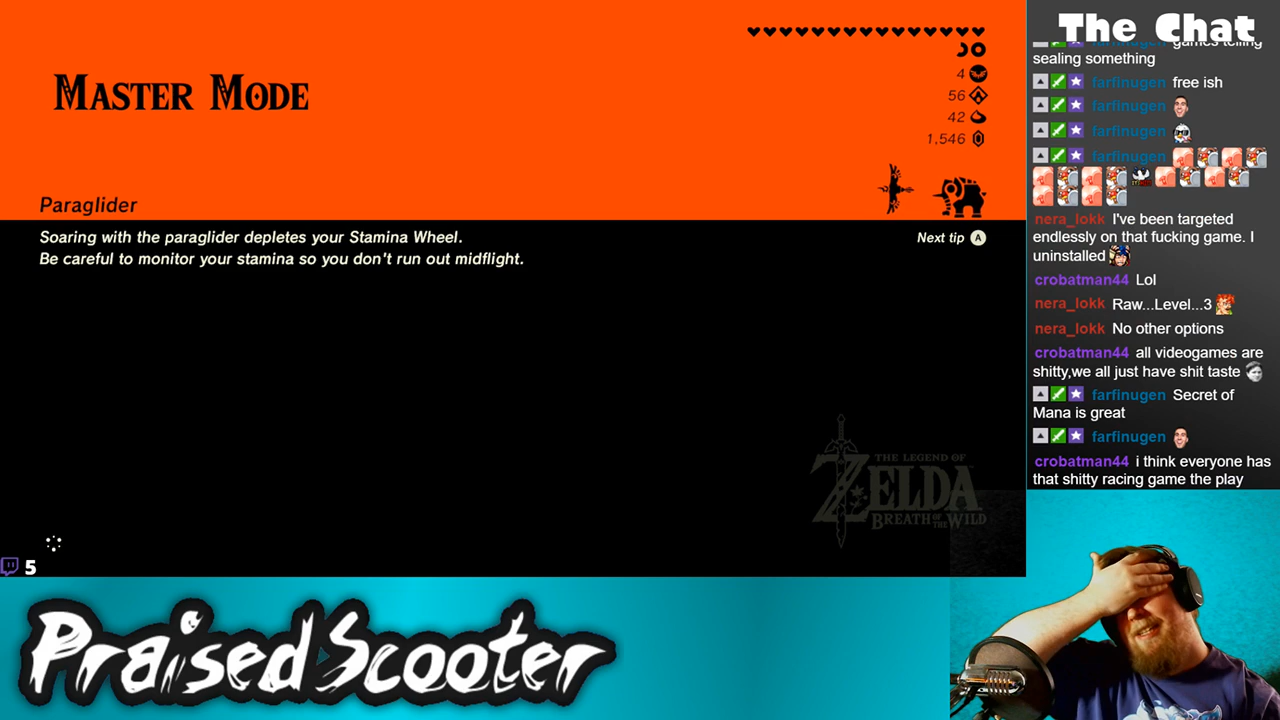 MASTER MODE
4
56
42
1,546
Paraglider
Soaring with the paraglider depletes your Stamina Wheel.
Be careful to monitor your stamina so you don't run out midflight.
Next tip A
THE LEGEND OF
ZELDA
BREATH OF THE WILD
5
PraisedScooter
The Chat
farfinugen games telling
sealing something
farfinugen free ish
farfinugen
farfinugen
farfinugen
nera_lokk I've been targeted
endlessly on that fucking game. I
uninstalled
crobatman44 Lol
nera_lokk Raw...Level...3
nera_lokk No other options
crobatman44 all videogames are
shitty,we all just have shit taste
farfinugen Secret of
Mana is great
farfinugen
crobatman44 i think everyone has
that shitty racing game the play